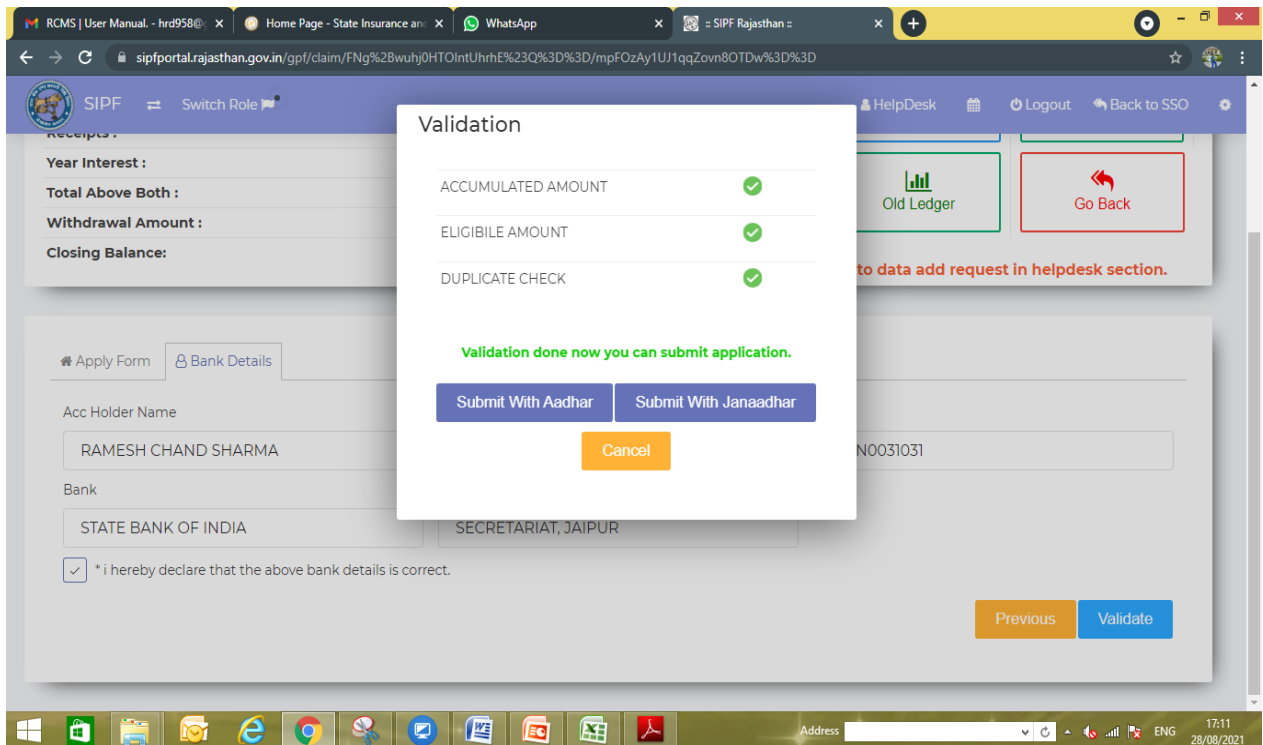 RCMS | User Manual. - hrd958@g
Home Page - State Insurance and
WhatsApp
:: SIPF Rajasthan ::
sipfportal.rajasthan.gov.in/gpf/claim/FNg%2Bwuhj0HTOIntUhrhE%23Q%3D%3D/mpFOzAy1UJ1qqZovn8OTDw%3D%3D
SIPF
Switch Role
HelpDesk
Logout
Back to SSO
Receipts :
Year Interest :
Total Above Both :
Withdrawal Amount :
Closing Balance:
Old Ledger
Go Back
to data add request in helpdesk section.
Validation
ACCUMULATED AMOUNT
ELIGIBILE AMOUNT
DUPLICATE CHECK
Validation done now you can submit application.
Submit With Aadhar
Submit With Janaadhar
Cancel
Apply Form
Bank Details
Acc Holder Name
RAMESH CHAND SHARMA
N0031031
Bank
STATE BANK OF INDIA
SECRETARIAT, JAIPUR
* i hereby declare that the above bank details is correct.
Previous
Validate
Address
ENG
17:11
28/08/2021